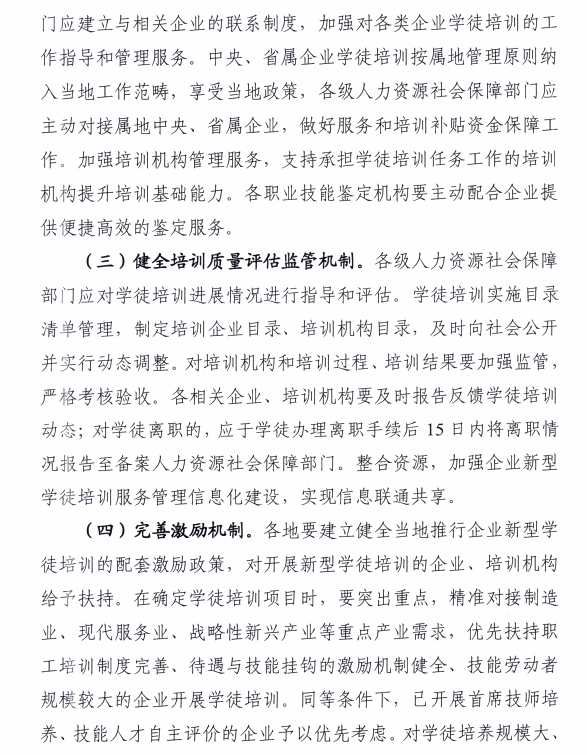 门应建立与相关企业的联系制度，加强对各类企业学徒培训的工
作指导和管理服务。中央、省属企业学徒培训按属地管理原则纳
入当地工作范畴，享受当地政策，各级人力资源社会保障部门应
主动对接属地中央、省属企业，做好服务和培训补贴资金保障工
作。加强培训机构管理服务，支持承担学徒培训任务工作的培训
机构提升培训基础能力。各职业技能鉴定机构要主动配合企业提
供便捷高效的鉴定服务。
（三）健全培训质量评估监管机制。各级人力资源社会保障
部门应对学徒培训进展情况进行指导和评估。学徒培训实施目录
清单管理，制定培训企业目录、培训机构目录，及时向社会公开
并实行动态调整。对培训机构和培训过程、培训结果要加强监管，
严格考核验收。各相关企业、培训机构要及时报告反馈学徒培训
动态；对学徒离职的，应于学徒办理离职手续后 15 日内将离职情
况报告至备案人力资源社会保障部门。整合资源，加强企业新型
学徒培训服务管理信息化建设，实现信息联通共享。
（四）完善激励机制。各地要建立健全当地推行企业新型学
徒培训的配套激励政策，对开展新型学徒培训的企业、培训机构
给予扶持。在确定学徒培训项目时，要突出重点，精准对接制造
业、现代服务业、战略性新兴产业等重点产业需求，优先扶持职
工培训制度完善、待遇与技能挂钩的激励机制健全、技能劳动者
规模较大的企业开展学徒培训。同等条件下，已开展首席技师培
养、技能人才自主评价的企业予以优先考虑。对学徒培养规模大、